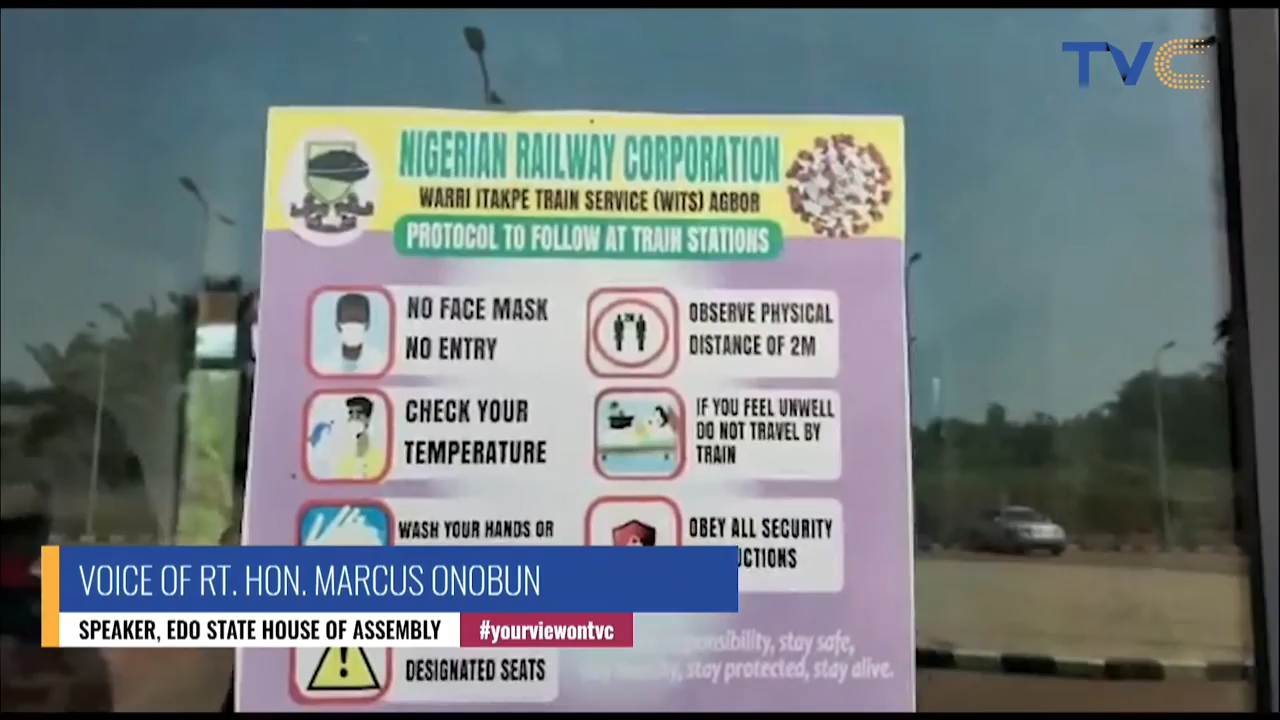 TVC
NIGERIAN RAILWAY CORPORATION
WARRI ITAKPE TRAIN SERVICE (WITS) AGBOR
PROTOCOL TO FOLLOW AT TRAIN STATIONS
NO FACE MASK
NO ENTRY
OBSERVE PHYSICAL
DISTANCE OF 2M
CHECK YOUR
TEMPERATURE
IF YOU FEEL UNWELL
DO NOT TRAVEL BY
TRAIN
WASH YOUR HANDS OR
OBEY ALL SECURITY
VOICE OF RT. HON. MARCUS ONOBUN
SPEAKER, EDO STATE HOUSE OF ASSEMBLY
#yourviewontvc
DESIGNATED SEATS
stay safe,
stay protected, stay alive.